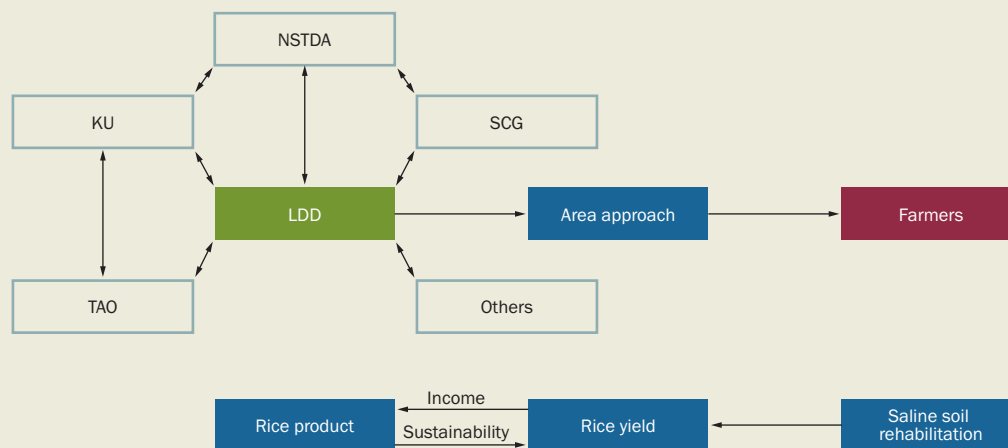 NSTDA
KU
SCG
LDD
Area approach
Farmers
TAO
Others
Income
Rice product
Sustainability
Rice yield
Saline soil
rehabilitation